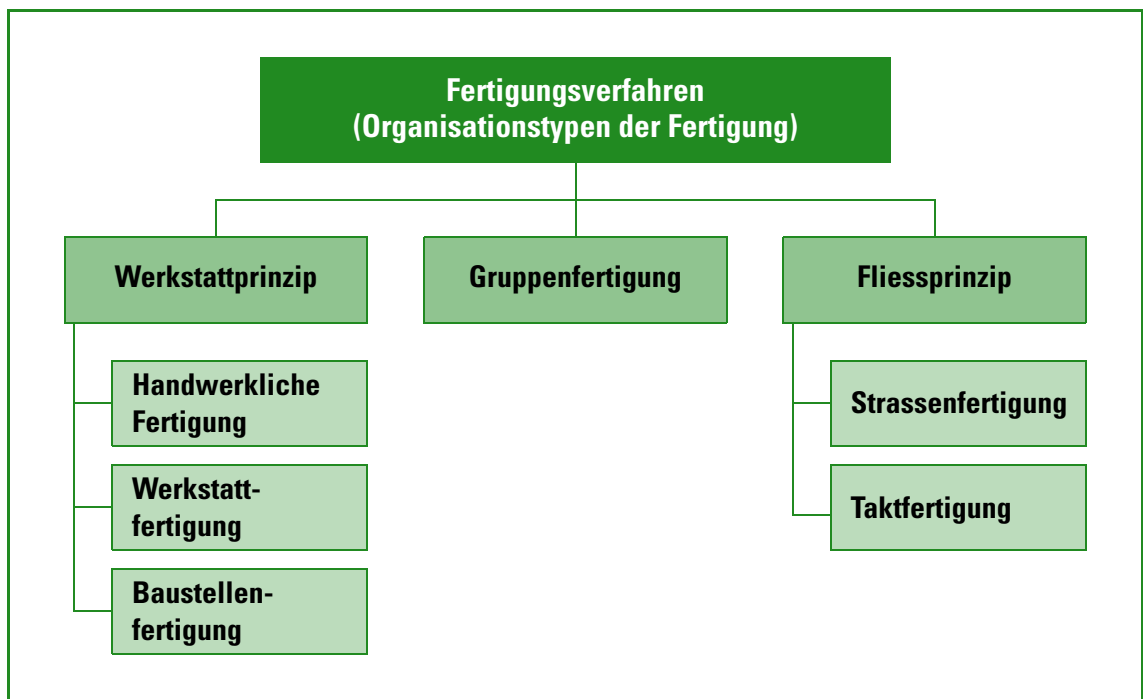 Fertigungsverfahren
(Organisationstypen der Fertigung)
Werkstattprinzip
Gruppenfertigung
Fliessprinzip
Handwerkliche
Fertigung
Werkstatt-
fertigung
Baustellen-
fertigung
Strassenfertigung
Taktfertigung